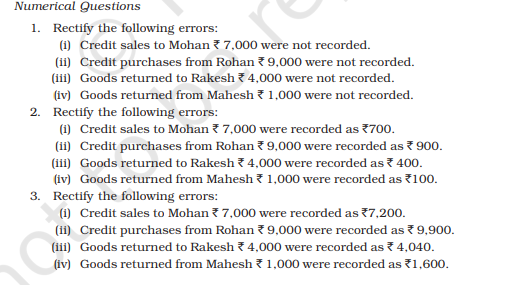 Numerical Questions
1. Rectify the following errors:
(i) Credit sales to Mohan ₹ 7,000 were not recorded.
(ii) Credit purchases from Rohan ₹ 9,000 were not recorded.
(iii) Goods returned to Rakesh ₹ 4,000 were not recorded.
(iv) Goods returned from Mahesh ₹ 1,000 were not recorded.
2. Rectify the following errors:
(i) Credit sales to Mohan ₹ 7,000 were recorded as ₹700.
(ii) Credit purchases from Rohan ₹ 9,000 were recorded as ₹ 900.
(iii) Goods returned to Rakesh ₹ 4,000 were recorded as ₹ 400.
(iv) Goods returned from Mahesh ₹ 1,000 were recorded as ₹100.
3. Rectify the following errors:
(i) Credit sales to Mohan ₹ 7,000 were recorded as ₹7,200.
(ii) Credit purchases from Rohan ₹ 9,000 were recorded as ₹ 9,900.
(iii) Goods returned to Rakesh ₹ 4,000 were recorded as ₹ 4,040.
(iv) Goods returned from Mahesh ₹ 1,000 were recorded as ₹1,600.
not to be re